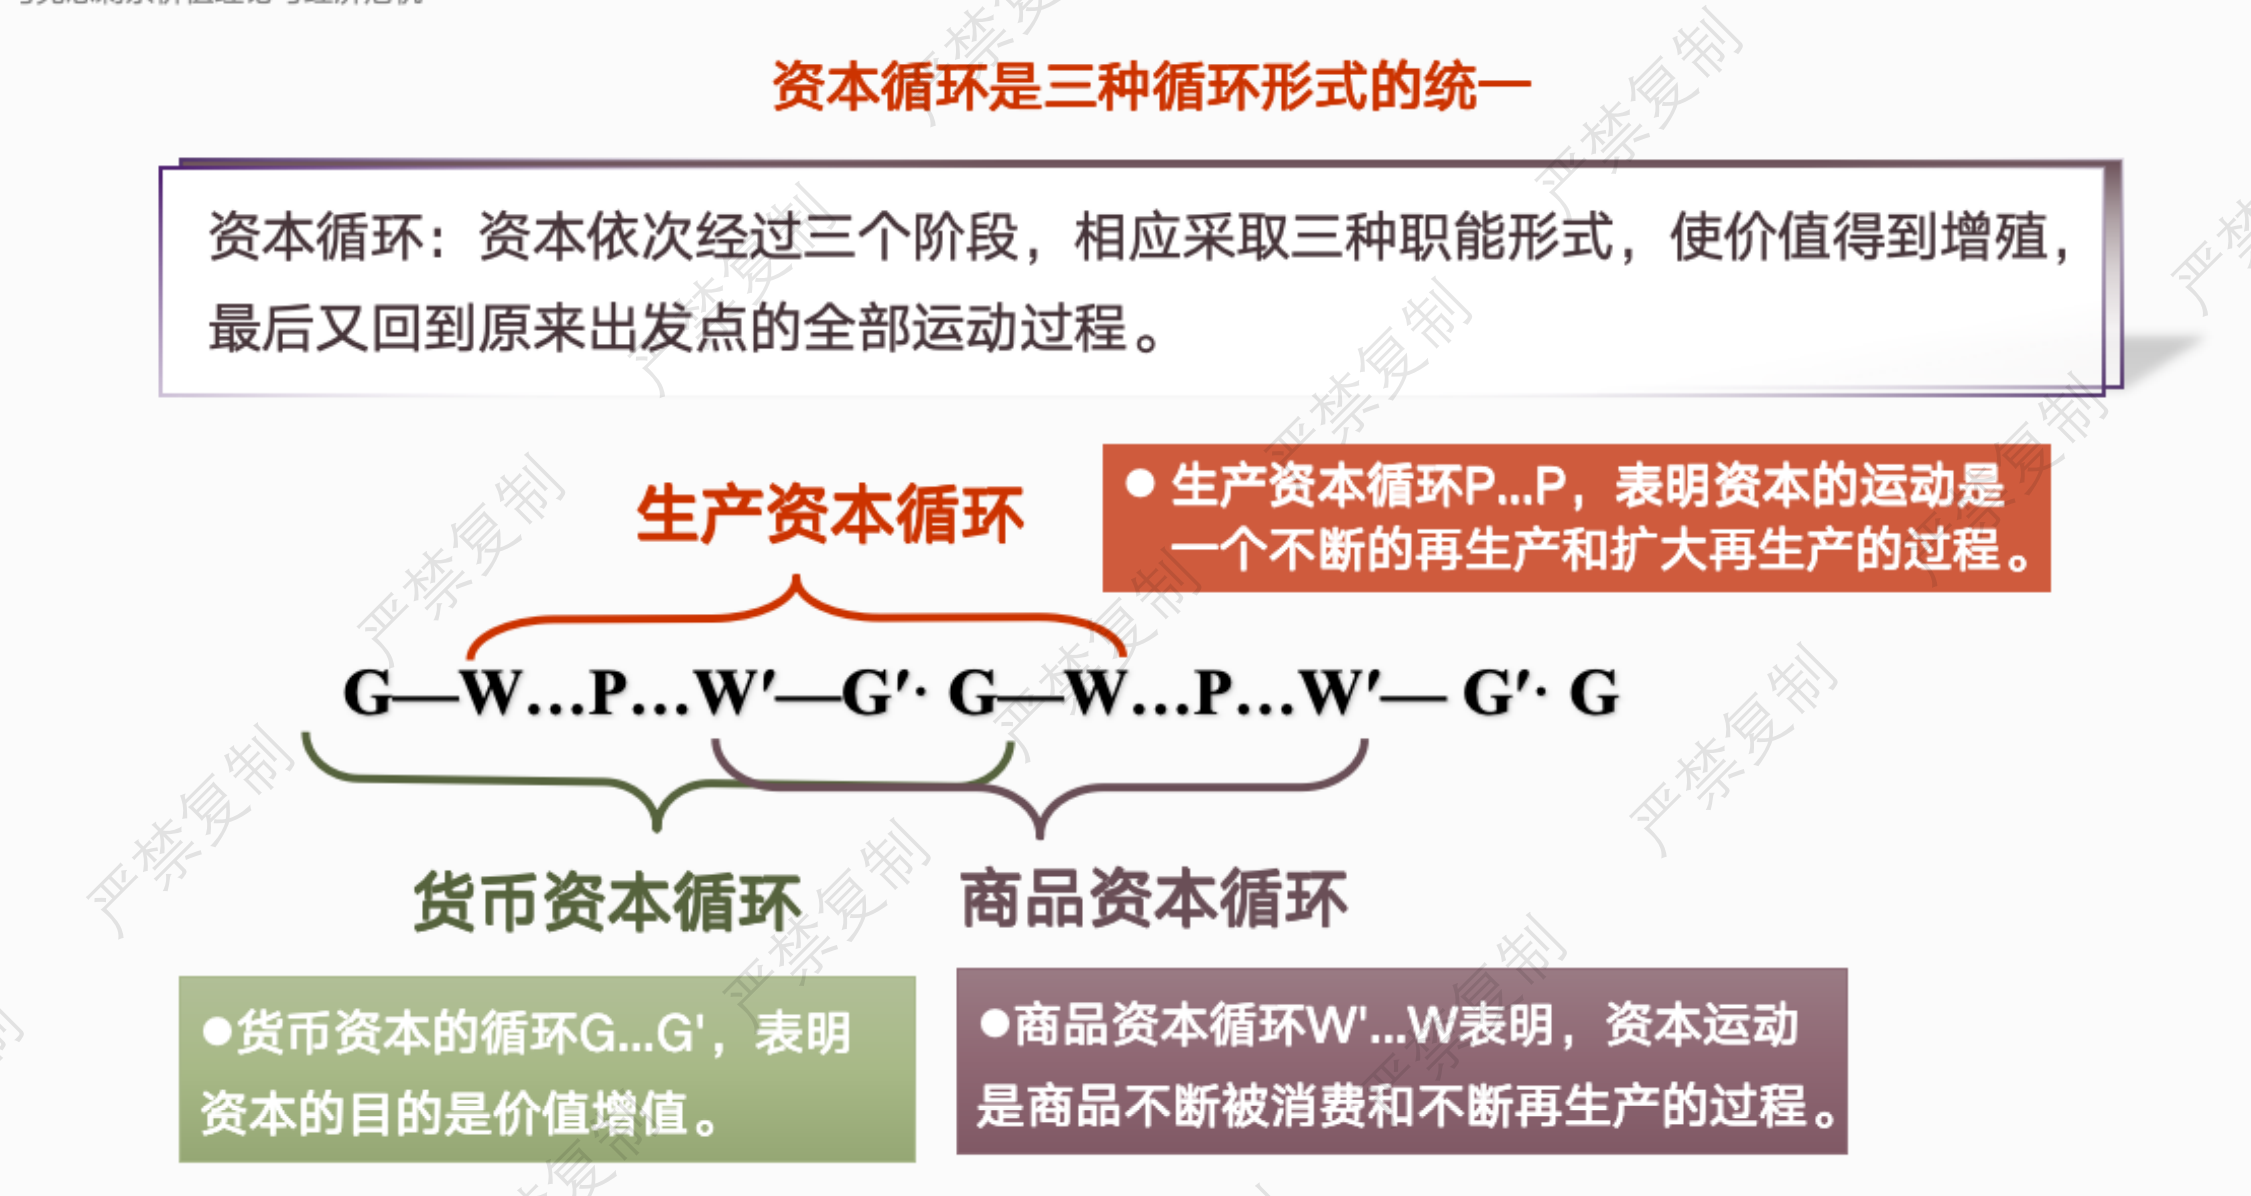 资本循环是三种循环形式的统一
资本循环：资本依次经过三个阶段，相应采取三种职能形式，使价值得到增殖，
最后又回到原来出发点的全部运动过程。
生产资本循环
●生产资本循环P...P，表明资本的运动是
一个不断的再生产和扩大再生产的过程。
G—W…P…W′—G′· G—W…P…W′— G′· G
货币资本循环
商品资本循环
●货币资本的循环G...G'，表明
资本的目的是价值增值。
●商品资本循环W'...W表明，资本运动
是商品不断被消费和不断再生产的过程。
严禁复制